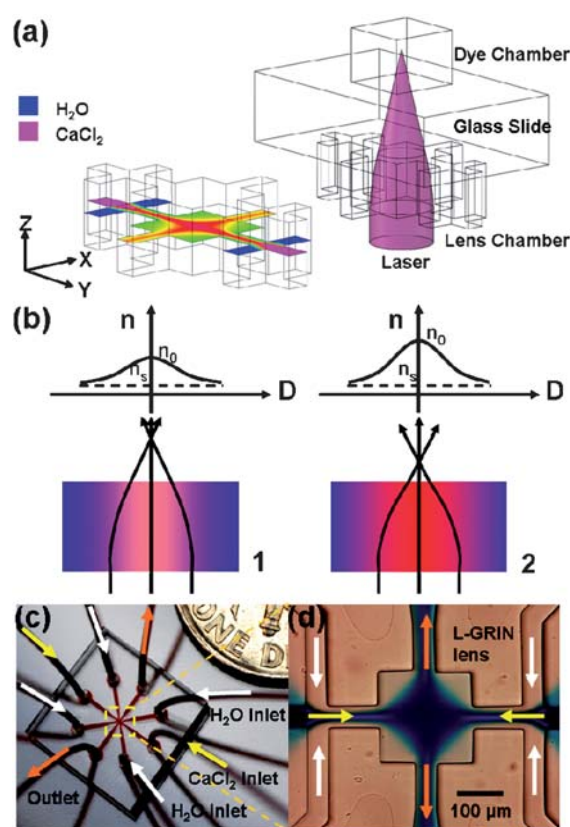 (a)
Dye Chamber
H₂O
CaCl₂
Glass Slide
Lens Chamber
Laser
Z
X
Y
(b)
n
n₀
nₛ
D
n
n₀
nₛ
D
1
2
(c)
ONE D
H₂O Inlet
CaCl₂ Inlet
H₂O Inlet
Outlet
(d)
L-GRIN
lens
100 µm